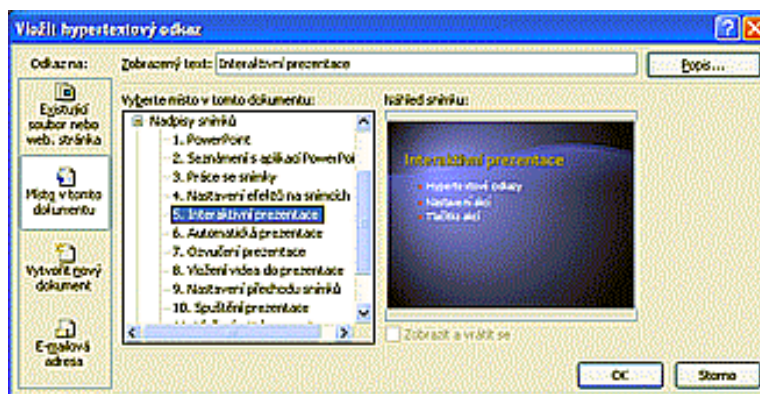 Vložit hypertextový odkaz
Odkaz na:
Zobrazený text: Interaktivní prezentace
Popis...
Existující
soubor nebo
web. stránka
Místo v tomto
dokumentu
Vytvořit nový
dokument
E-mailová
adresa
Vyberte místo v tomto dokumentu:
Nadpisy snímků
1. PowerPoint
2. Seznámení s aplikací PowerPoi
3. Práce se snímky
4. Nastavení efektů na snímcích
5. Interaktivní prezentace
6. Automatická prezentace
7. Ozvučení prezentace
8. Vložení videa do prezentace
9. Nastavení přechodu snímků
10. Spuštění prezentace
Náhled snímku:
Interaktivní prezentace
Hypertextové odkazy
Nastavení akcí
Tlačítka akcí
Zobrazit a vrátit se
OK
Storno